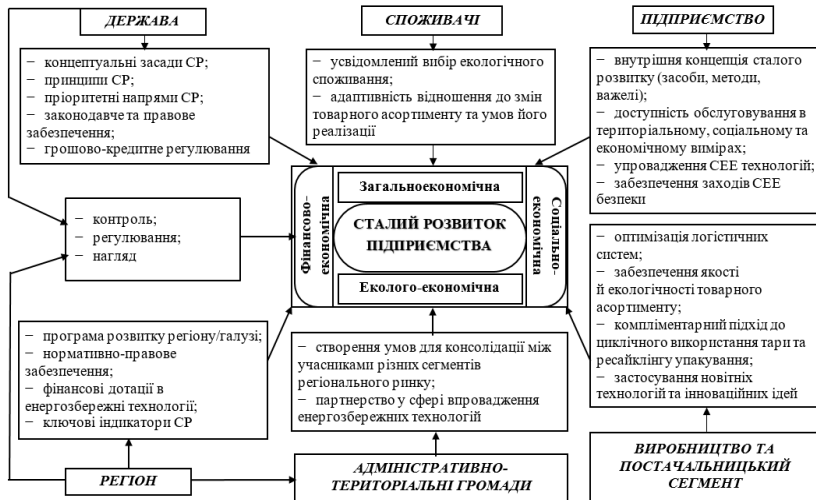 ДЕРЖАВА
− концептуальні засади СР;
− принципи СР;
− пріоритетні напрями СР;
− законодавче та правове
забезпечення;
− грошово-кредитне регулювання
СПОЖИВАЧІ
− усвідомлений вибір екологічного
споживання;
− адаптивність відношення до змін
товарного асортименту та умов його
реалізації
ПІДПРИЄМСТВО
− внутрішня концепція сталого
розвитку (засоби, методи,
важелі);
− доступність обслуговування в
територіальному, соціальному та
економічному вимірах;
− упровадження СЕЕ технологій;
− забезпечення заходів СЕЕ
безпеки
− контроль;
− регулювання;
− нагляд
Фінансово-
економічна
Загальноекономічна
СТАЛИЙ РОЗВИТОК
ПІДПРИЄМСТВА
Еколого-економічна
Соціально-
економічна
− оптимізація логістичних
систем;
− забезпечення якості
й екологічності товарного
асортименту;
− компліментарний підхід до
циклічного використання тари та
ресайклінгу упакування;
− застосування новітніх
технологій та інноваційних ідей
− програма розвитку регіону/галузі;
− нормативно-правове
забезпечення;
− фінансові дотації в
енергозбережні технології;
− ключові індикатори СР
− створення умов для консолідації між
учасниками різних сегментів
регіонального ринку;
− партнерство у сфері впровадження
енергозбережних технологій
РЕГІОН
АДМІНІСТРАТИВНО-
ТЕРИТОРІАЛЬНІ ГРОМАДИ
ВИРОБНИЦТВО ТА
ПОСТАЧАЛЬНИЦЬКИЙ
СЕГМЕНТ